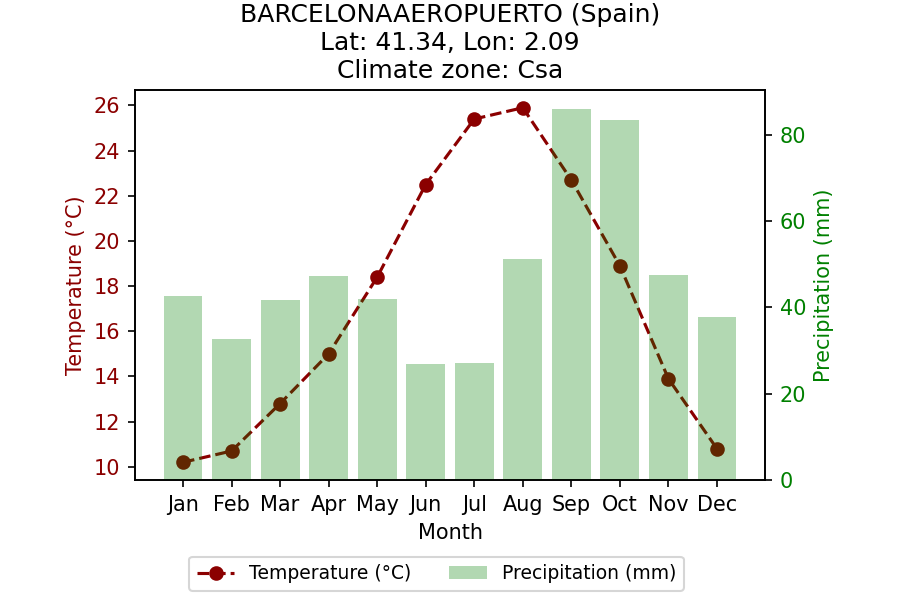 BARCELONAAEROPUERTO (Spain)
Lat: 41.34, Lon: 2.09
Climate zone: Csa
26
24
22
20
18
16
14
12
10
Temperature (°C)
80
60
40
20
0
Precipitation (mm)
Jan Feb Mar Apr May Jun Jul Aug Sep Oct Nov Dec
Month
Temperature (°C) Precipitation (mm)